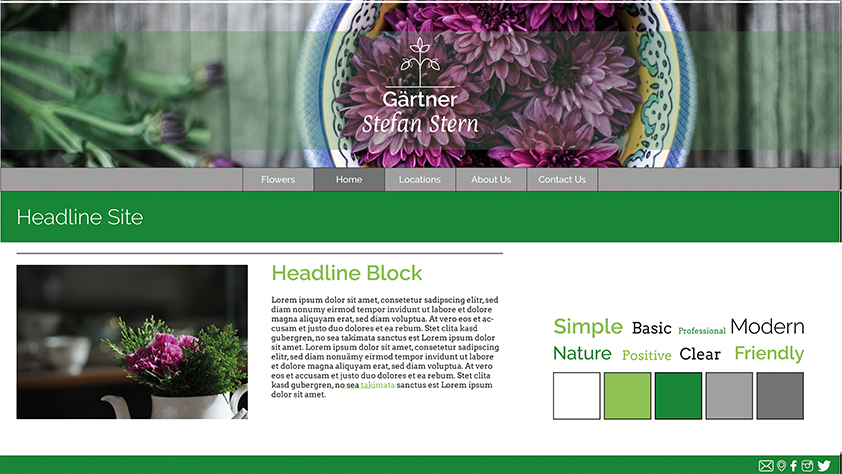 Gärtner
Stefan Stern
Flowers Home Locations About Us Contact Us
Headline Site
Headline Block
Lorem ipsum dolor sit amet, consetetur sadipscing elitr, sed
diam nonumy eirmod tempor invidunt ut labore et dolore
magna aliquyam erat, sed diam voluptua. At vero eos et ac-
cusam et justo duo dolores et ea rebum. Stet clita kasd
gubergren, no sea takimata sanctus est Lorem ipsum dolor
sit amet. Lorem ipsum dolor sit amet, consetetur sadipscing
elitr, sed diam nonuämy eirmod tempor invidunt ut labore
et dolore magna aliquyam erat, sed diam voluptua. At vero
eos et accusam et justo duo dolores et ea rebum. Stet clita
kasd gubergren, no sea takimata sanctus est Lorem ipsum
dolor sit amet.
Simple Basic Professional Modern
Nature Positive Clear Friendly